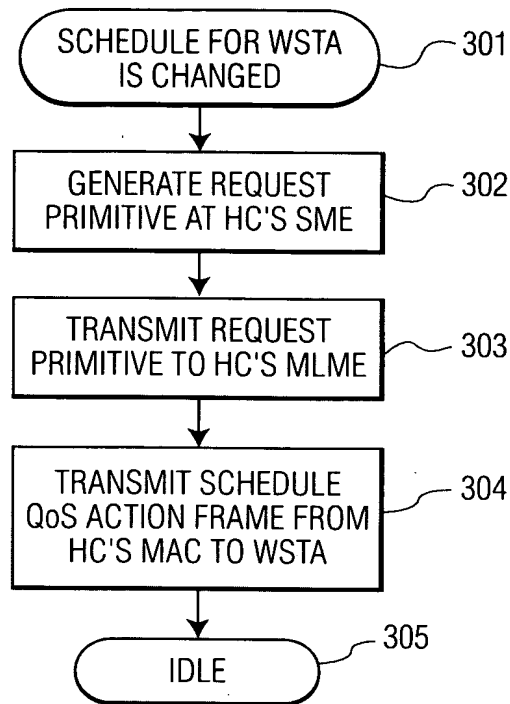 SCHEDULE FOR WSTA
IS CHANGED
301
GENERATE REQUEST
PRIMITIVE AT HC'S SME
302
TRANSMIT REQUEST
PRIMITIVE TO HC'S MLME
303
TRANSMIT SCHEDULE
QoS ACTION FRAME FROM
HC'S MAC TO WSTA
304
IDLE
305